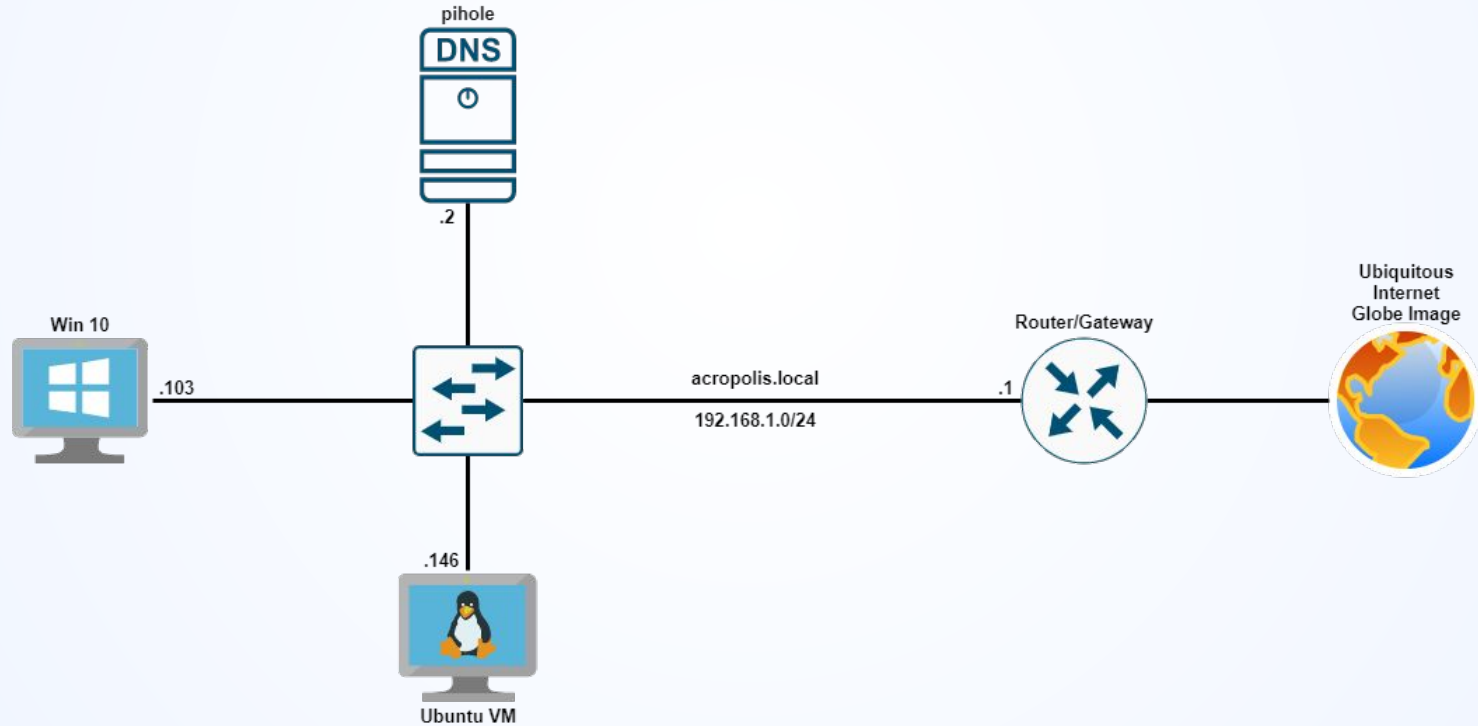 pihole
DNS
.2
Ubiquitous
Internet
Globe Image
Win 10
Router/Gateway
.103
acropolis.local
.1
192.168.1.0/24
.146
Ubuntu VM